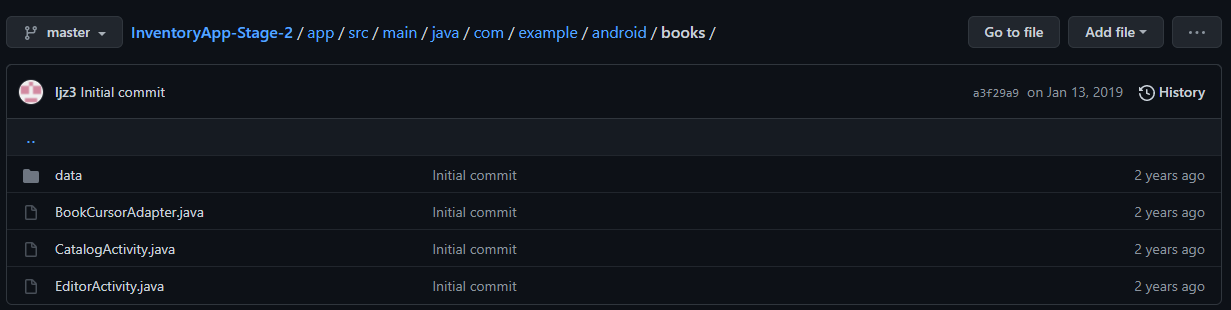 master InventoryApp-Stage-2 / app / src / main / java / com / example / android / books / Go to file Add file ...
ljz3 Initial commit a3f29a9 on Jan 13, 2019 History
..
data Initial commit 2 years ago
BookCursorAdapter.java Initial commit 2 years ago
CatalogActivity.java Initial commit 2 years ago
EditorActivity.java Initial commit 2 years ago